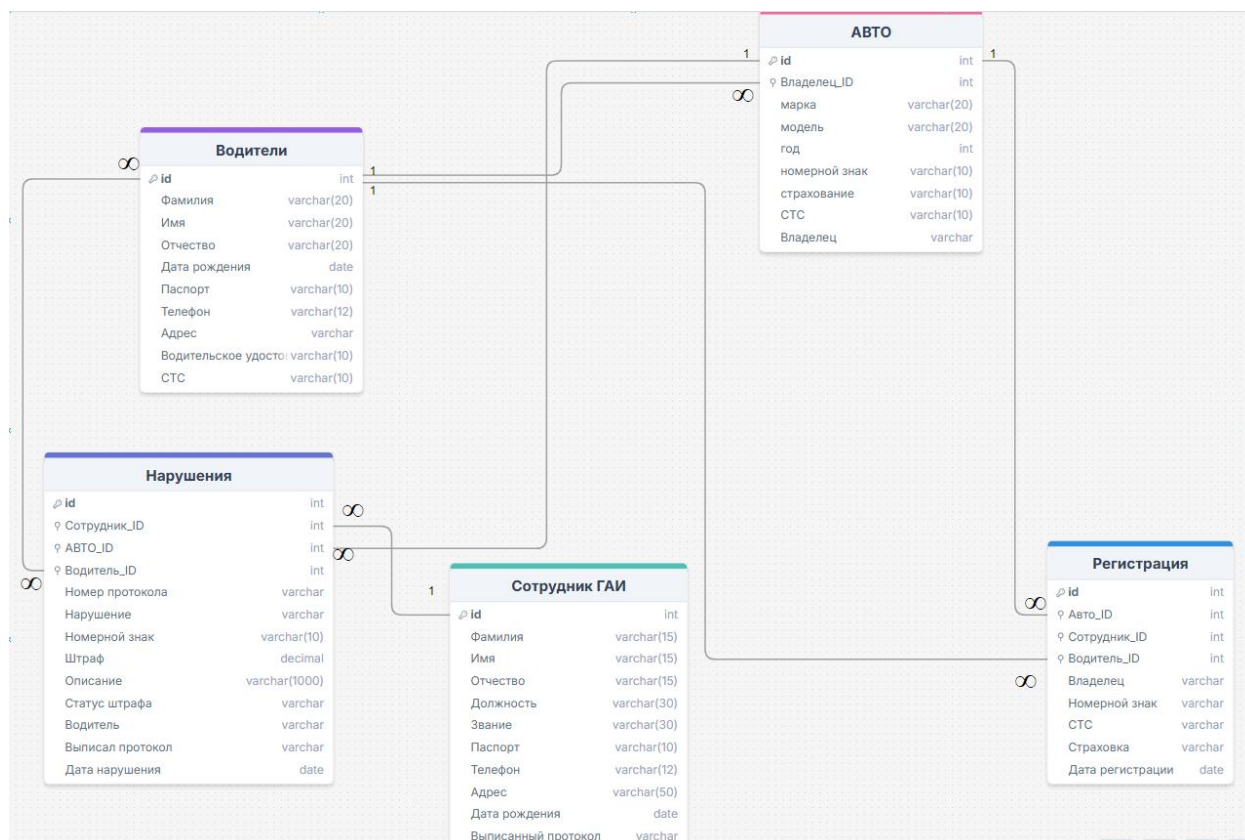 АВТО
1
id int
1
Владелец_ID int
∞
марка varchar(20)
модель varchar(20)
год int
номерной знак varchar(10)
страхование varchar(10)
СТС varchar(10)
Владелец varchar
Водители
∞
id int
1
1
Фамилия varchar(20)
Имя varchar(20)
Отчество varchar(20)
Дата рождения date
Паспорт varchar(10)
Телефон varchar(12)
Адрес varchar
Водительское удосто varchar(10)
СТС varchar(10)
Нарушения
id int
∞
Сотрудник_ID int
АВТО_ID int
∞
Водитель_ID int
∞
Номер протокола varchar
Нарушение varchar
Номерной знак varchar(10)
Штраф decimal
Описание varchar(1000)
Статус штрафа varchar
Водитель varchar
Выписал протокол varchar
Дата нарушения date
Сотрудник ГАИ
1
id int
Фамилия varchar(15)
Имя varchar(15)
Отчество varchar(15)
Должность varchar(30)
Звание varchar(30)
Паспорт varchar(10)
Телефон varchar(12)
Адрес varchar(50)
Дата рождения date
Выписанный протокол varchar
Регистрация
id int
∞
Авто_ID int
Сотрудник_ID int
Водитель_ID int
∞
Владелец varchar
Номерной знак varchar
СТС varchar
Страховка varchar
Дата регистрации date